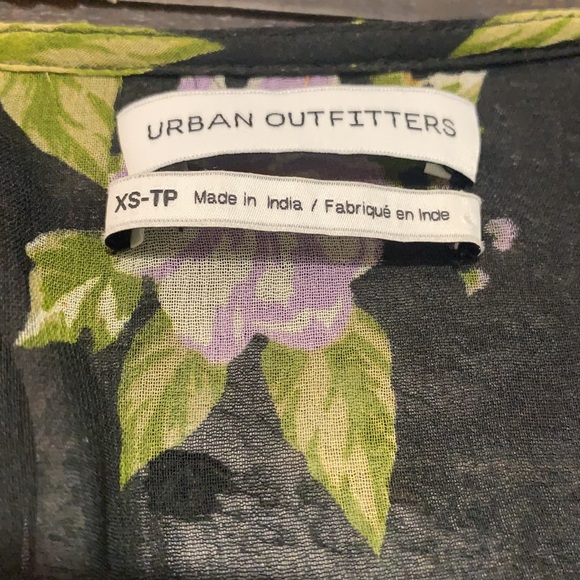 URBAN OUTFITTERS
XS-TP Made in India / Fabriqué en Inde